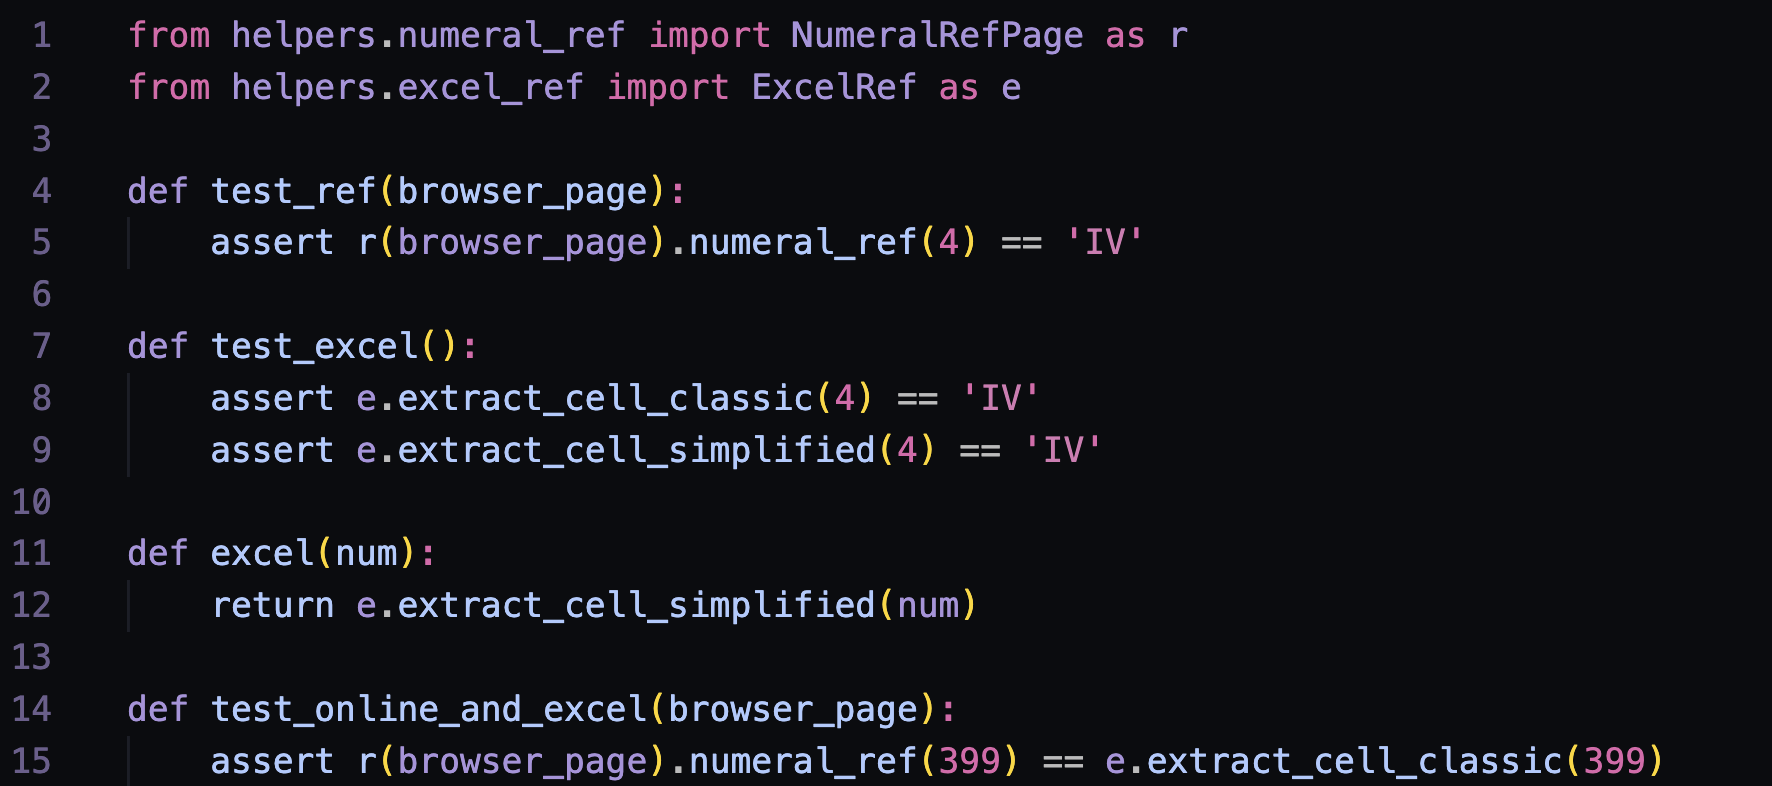 1 from helpers.numeral_ref import NumeralRefPage as r
2 from helpers.excel_ref import ExcelRef as e
3
4 def test_ref(browser_page):
5     assert r(browser_page).numeral_ref(4) == 'IV'
6
7 def test_excel():
8     assert e.extract_cell_classic(4) == 'IV'
9     assert e.extract_cell_simplified(4) == 'IV'
10
11 def excel(num):
12     return e.extract_cell_simplified(num)
13
14 def test_online_and_excel(browser_page):
15     assert r(browser_page).numeral_ref(399) == e.extract_cell_classic(399)